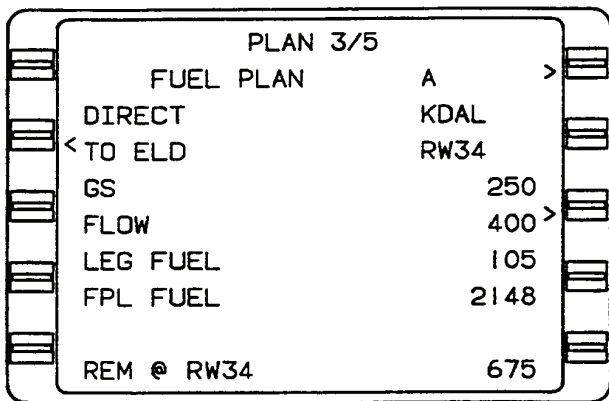 PLAN 3/5
FUEL PLAN A >
DIRECT KDAL
< TO ELD RW34
GS 250
FLOW 400 >
LEG FUEL 105
FPL FUEL 2148
REM @ RW34 675